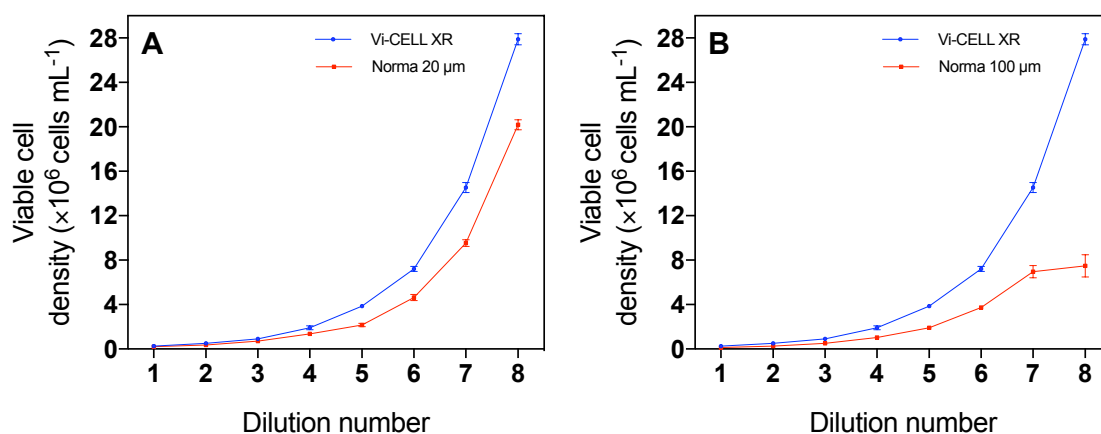 A
Vi-CELL XR
Norma 20 µm
28
24
20
16
12
8
4
0
Viable cell
density (×10⁶ cells mL⁻¹)
1 2 3 4 5 6 7 8
Dilution number
B
Vi-CELL XR
Norma 100 µm
28
24
20
16
12
8
4
0
Viable cell
density (×10⁶ cells mL⁻¹)
1 2 3 4 5 6 7 8
Dilution number